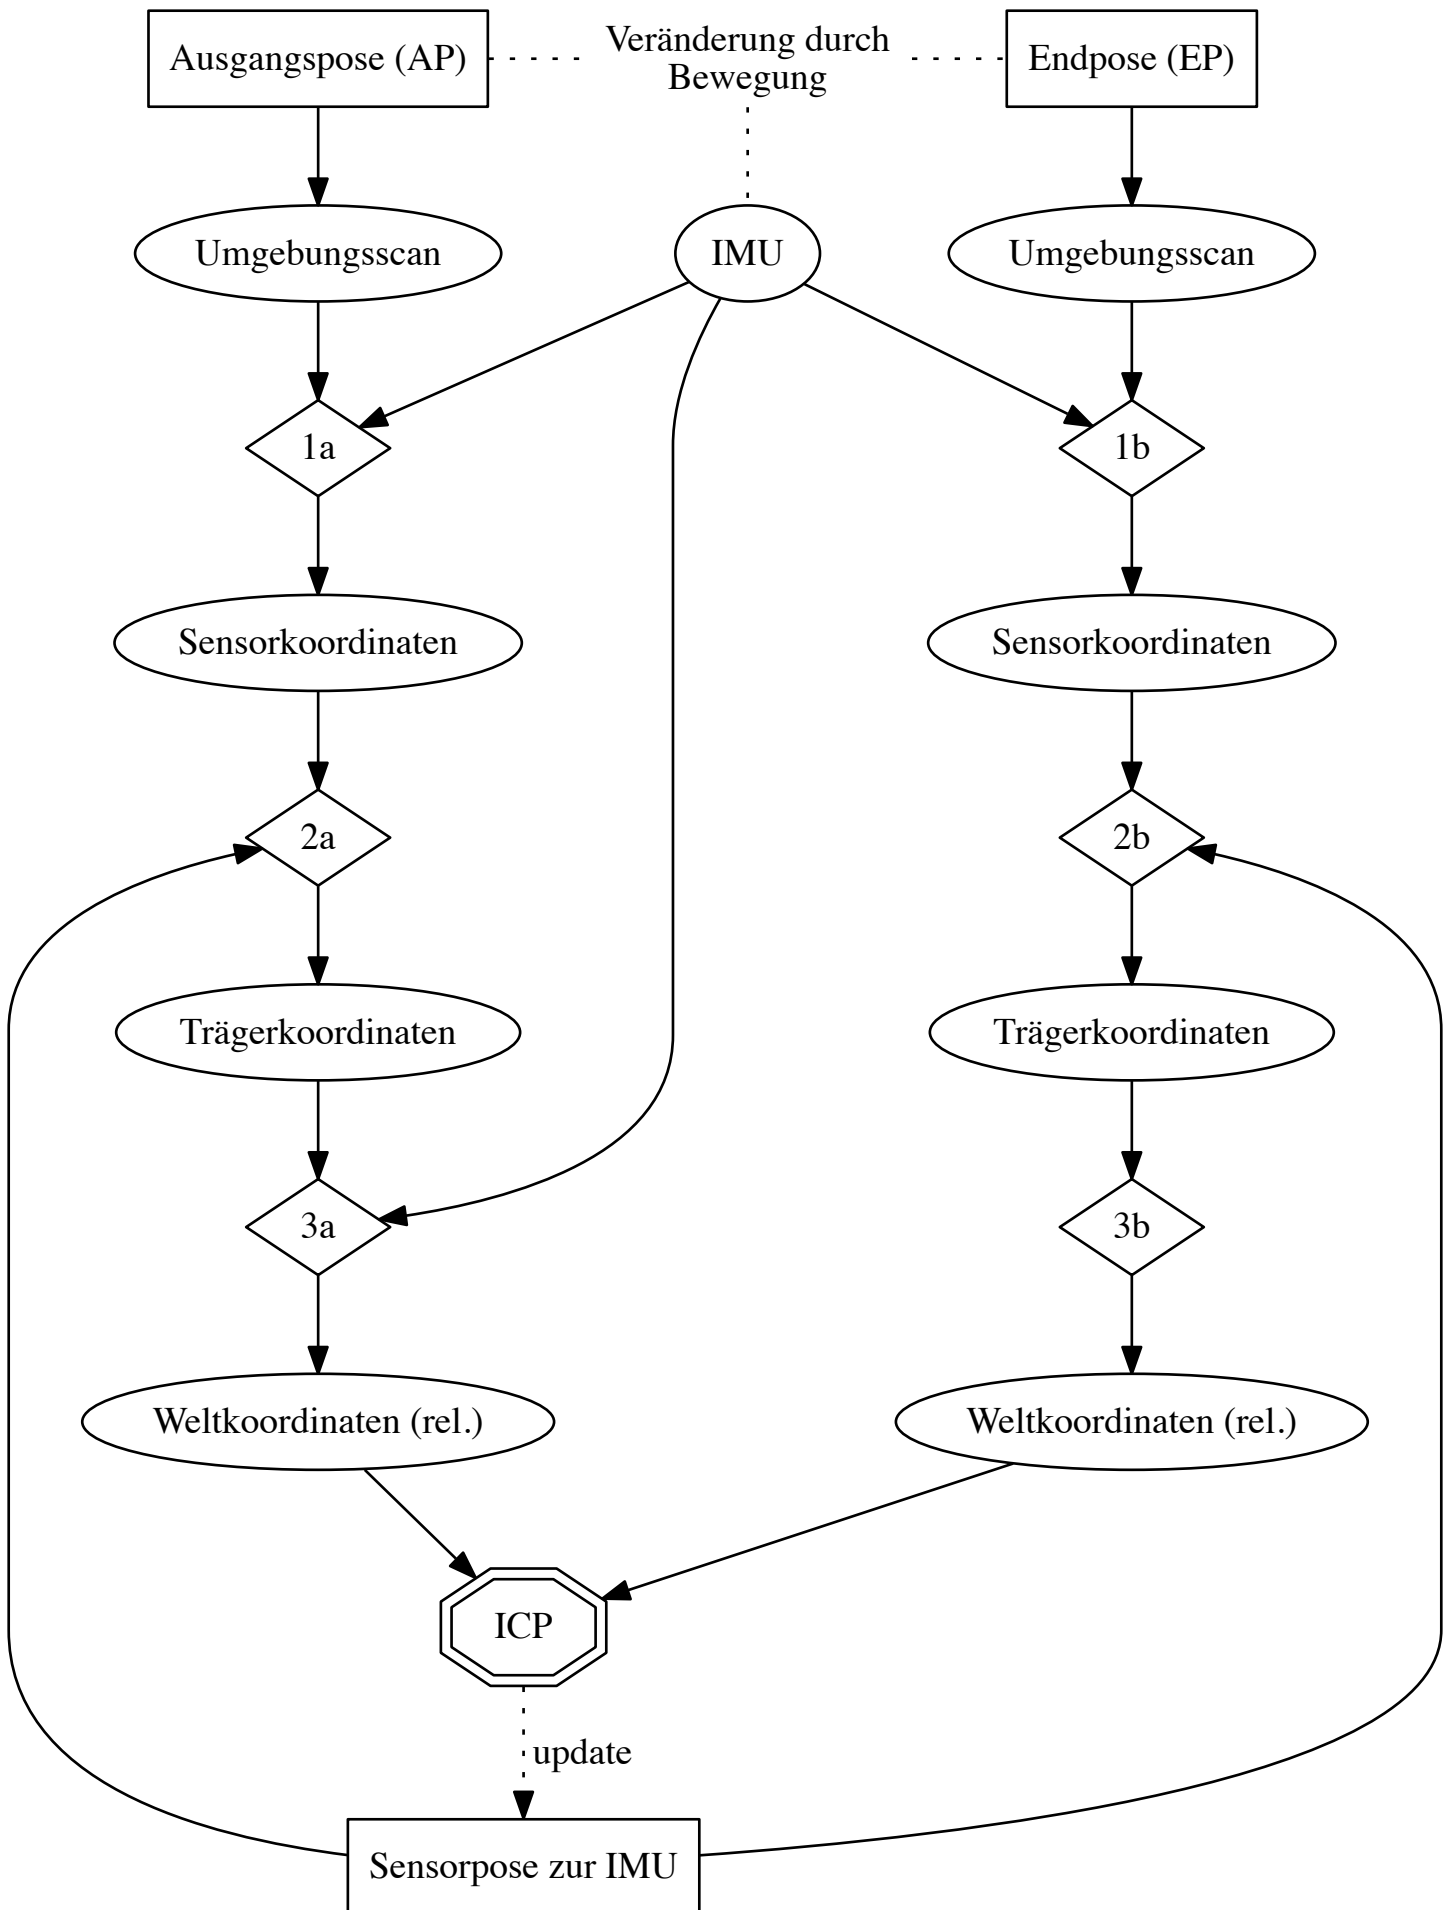 Ausgangspose (AP)
Veränderung durch
Bewegung
Endpose (EP)
Umgebungsscan
IMU
Umgebungsscan
1a
1b
Sensorkoordinaten
Sensorkoordinaten
2a
2b
Trägerkoordinaten
Trägerkoordinaten
3a
3b
Weltkoordinaten (rel.)
Weltkoordinaten (rel.)
ICP
update
Sensorpose zur IMU